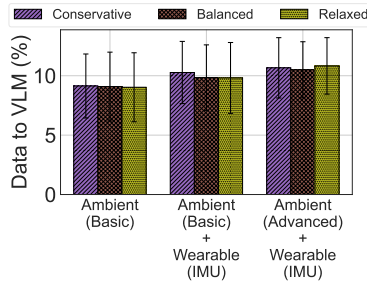 Conservative Balanced Relaxed
Data to VLM (%)
10
5
0
Ambient
(Basic)
Ambient
(Basic)
+
Wearable
(IMU)
Ambient
(Advanced)
+
Wearable
(IMU)